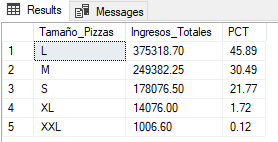 Results Messages
Tamaño_Pizzas Ingresos_Totales PCT
1 L 375318.70 45.89
2 M 249382.25 30.49
3 S 178076.50 21.77
4 XL 14076.00 1.72
5 XXL 1006.60 0.12